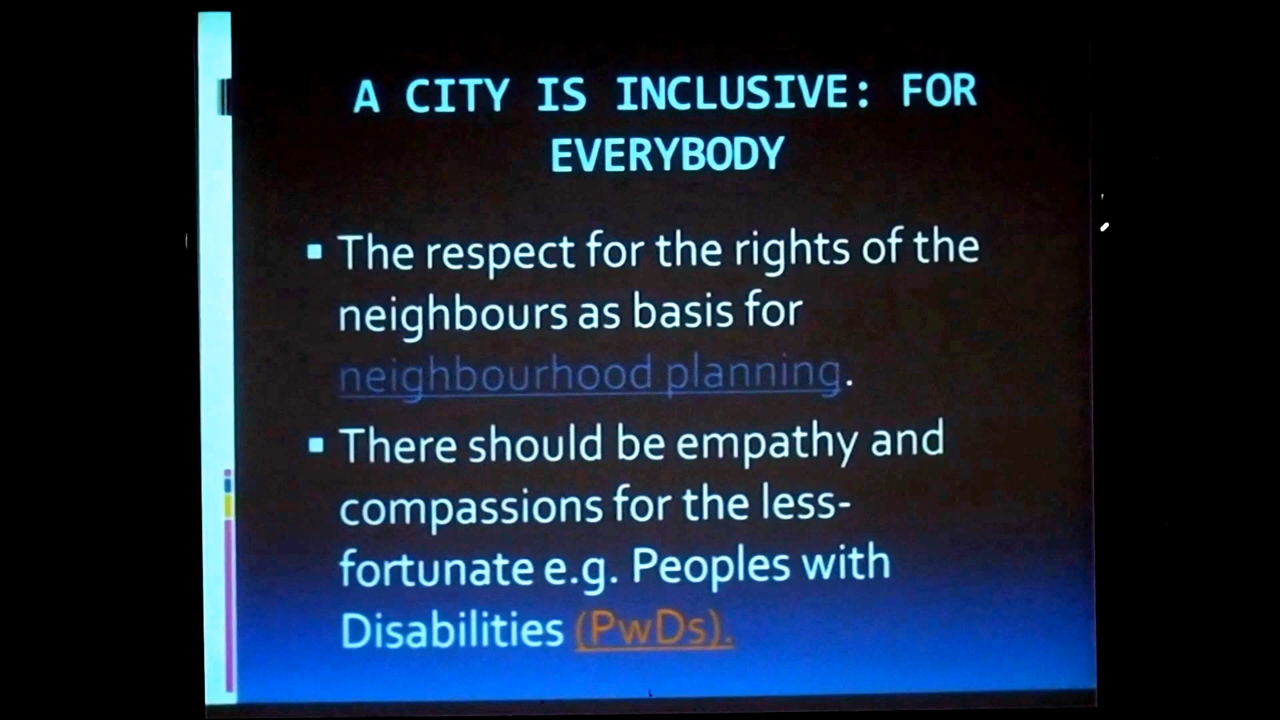 A CITY IS INCLUSIVE: FOR
EVERYBODY
▪ The respect for the rights of the
neighbours as basis for
neighbourhood planning.
▪ There should be empathy and
compassions for the less-
fortunate e.g. Peoples with
Disabilities (PwDs).